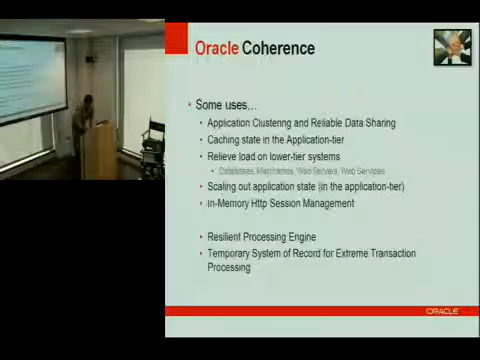 Oracle Coherence
Some uses…
Application Clustering and Reliable Data Sharing
Caching state in the Application-tier
Relieve load on lower-tier systems
Databases, Mainframes, Web Servers, Web Services
Scaling out application state (in the application-tier)
In-Memory Http Session Management
Resilient Processing Engine
Temporary System of Record for Extreme Transaction
Processing
ORACLE